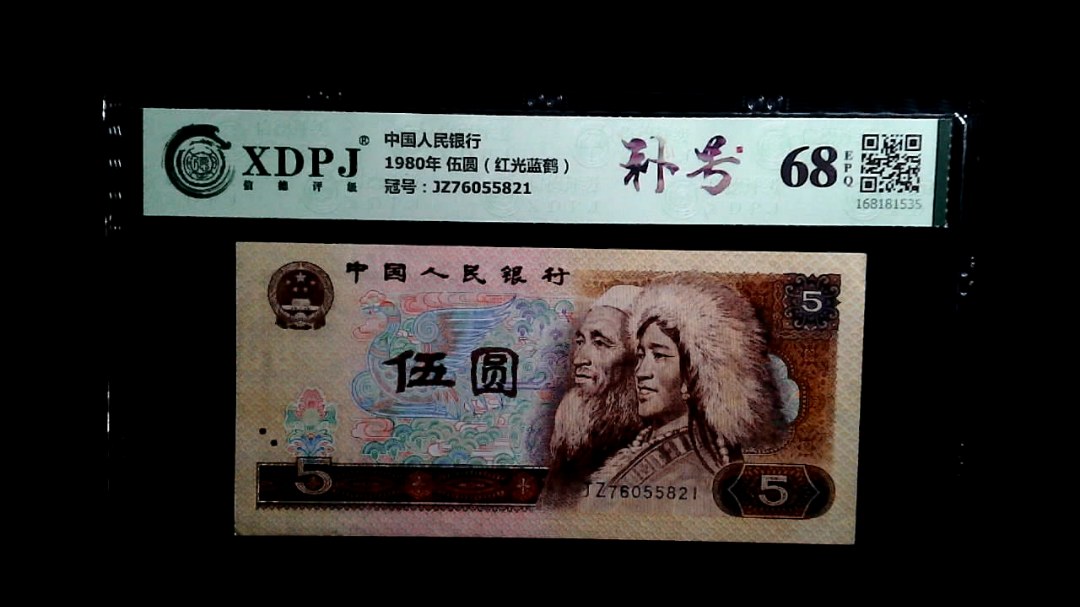 XDPJ®
信德评级
中国人民银行
1980年 伍圆（红光蓝鹤）
冠号：JZ76055821
补号
68
EPQ
168181535
中国人民银行
5
伍圆
5
JZ76055821
5